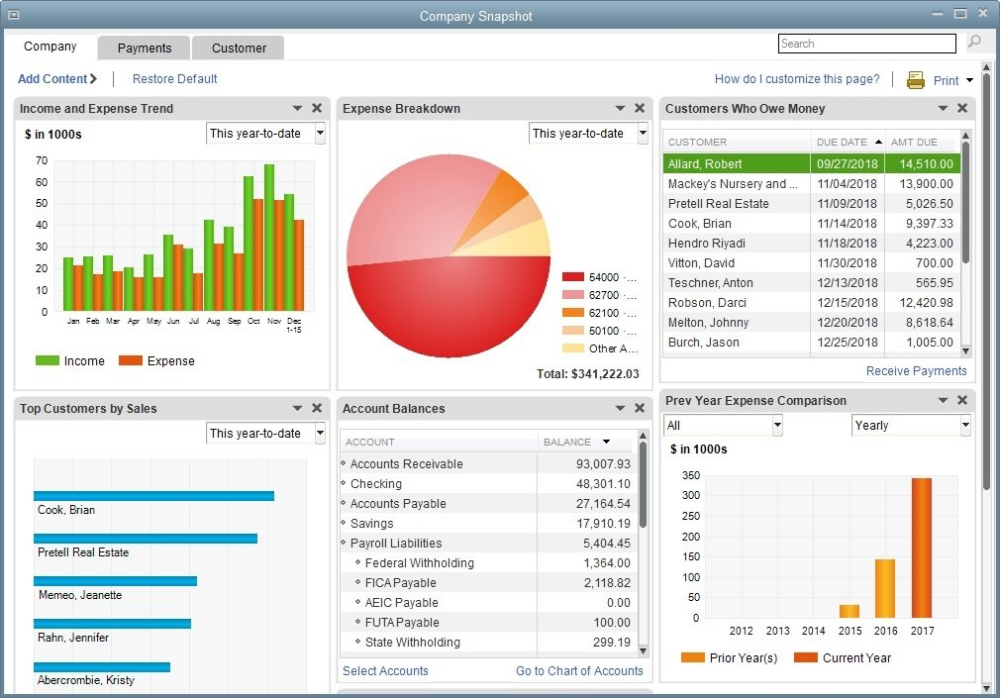 Company Snapshot
Company Payments Customer
Search
Add Content Restore Default How do I customize this page? Print
Income and Expense Trend
$ in 1000s This year-to-date
70
60
50
40
30
20
10
0
Jan Feb Mar Apr May Jun Jul Aug Sep Oct Nov Dec
1-15
Income Expense
Expense Breakdown
This year-to-date
54000 ·...
62700 ·...
62100 ·...
50100 ·...
Other A...
Total: $341,222.03
Customers Who Owe Money
CUSTOMER DUE DATE AMT DUE
Allard, Robert 09/27/2018 14,510.00
Mackey's Nursery and ... 11/04/2018 13,900.00
Pretell Real Estate 11/09/2018 5,026.50
Cook, Brian 11/14/2018 9,397.33
Hendro Riyadi 11/18/2018 4,223.00
Vitton, David 11/30/2018 700.00
Teschner, Anton 12/13/2018 565.95
Robson, Darci 12/15/2018 12,420.98
Melton, Johnny 12/20/2018 8,618.64
Burch, Jason 12/25/2018 1,005.00
Receive Payments
Top Customers by Sales
This year-to-date
Cook, Brian
Pretell Real Estate
Memeo, Jeanette
Rahn, Jennifer
Abercrombie, Kristy
Account Balances
ACCOUNT BALANCE
Accounts Receivable 93,007.93
Checking 48,301.10
Accounts Payable 27,164.54
Savings 17,910.19
Payroll Liabilities 5,404.45
Federal Withholding 1,364.00
FICA Payable 2,118.82
AEIC Payable 0.00
FUTA Payable 100.00
State Withholding 299.19
Select Accounts Go to Chart of Accounts
Prev Year Expense Comparison
All Yearly
$ in 1000s
350
300
250
200
150
100
50
0
2012 2013 2014 2015 2016 2017
Prior Year(s) Current Year